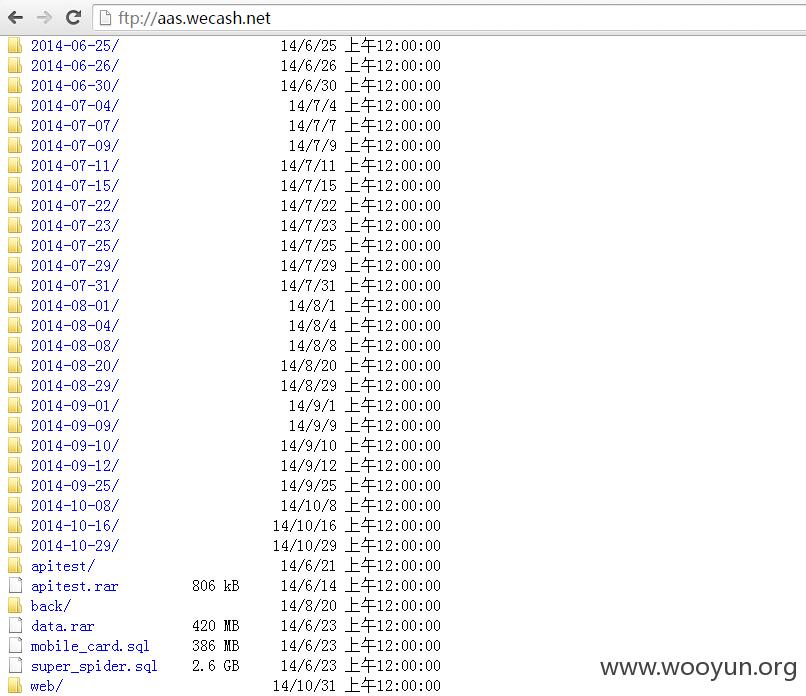 ftp://aas.wecash.net
2014-06-25/ 14/6/25 上午12:00:00
2014-06-26/ 14/6/26 上午12:00:00
2014-06-30/ 14/6/30 上午12:00:00
2014-07-04/ 14/7/4 上午12:00:00
2014-07-07/ 14/7/7 上午12:00:00
2014-07-09/ 14/7/9 上午12:00:00
2014-07-11/ 14/7/11 上午12:00:00
2014-07-15/ 14/7/15 上午12:00:00
2014-07-22/ 14/7/22 上午12:00:00
2014-07-23/ 14/7/23 上午12:00:00
2014-07-25/ 14/7/25 上午12:00:00
2014-07-29/ 14/7/29 上午12:00:00
2014-07-31/ 14/7/31 上午12:00:00
2014-08-01/ 14/8/1 上午12:00:00
2014-08-04/ 14/8/4 上午12:00:00
2014-08-08/ 14/8/8 上午12:00:00
2014-08-20/ 14/8/20 上午12:00:00
2014-08-29/ 14/8/29 上午12:00:00
2014-09-01/ 14/9/1 上午12:00:00
2014-09-09/ 14/9/9 上午12:00:00
2014-09-10/ 14/9/10 上午12:00:00
2014-09-12/ 14/9/12 上午12:00:00
2014-09-25/ 14/9/25 上午12:00:00
2014-10-08/ 14/10/8 上午12:00:00
2014-10-16/ 14/10/16 上午12:00:00
2014-10-29/ 14/10/29 上午12:00:00
apitest/ 14/6/21 上午12:00:00
apitest.rar 806 kB 14/6/14 上午12:00:00
back/ 14/8/20 上午12:00:00
data.rar 420 MB 14/6/23 上午12:00:00
mobile_card.sql 386 MB 14/6/23 上午12:00:00
super_spider.sql 2.6 GB 14/6/23 上午12:00:00
web/ 14/10/31 上午12:00:00
www.wooyun.org